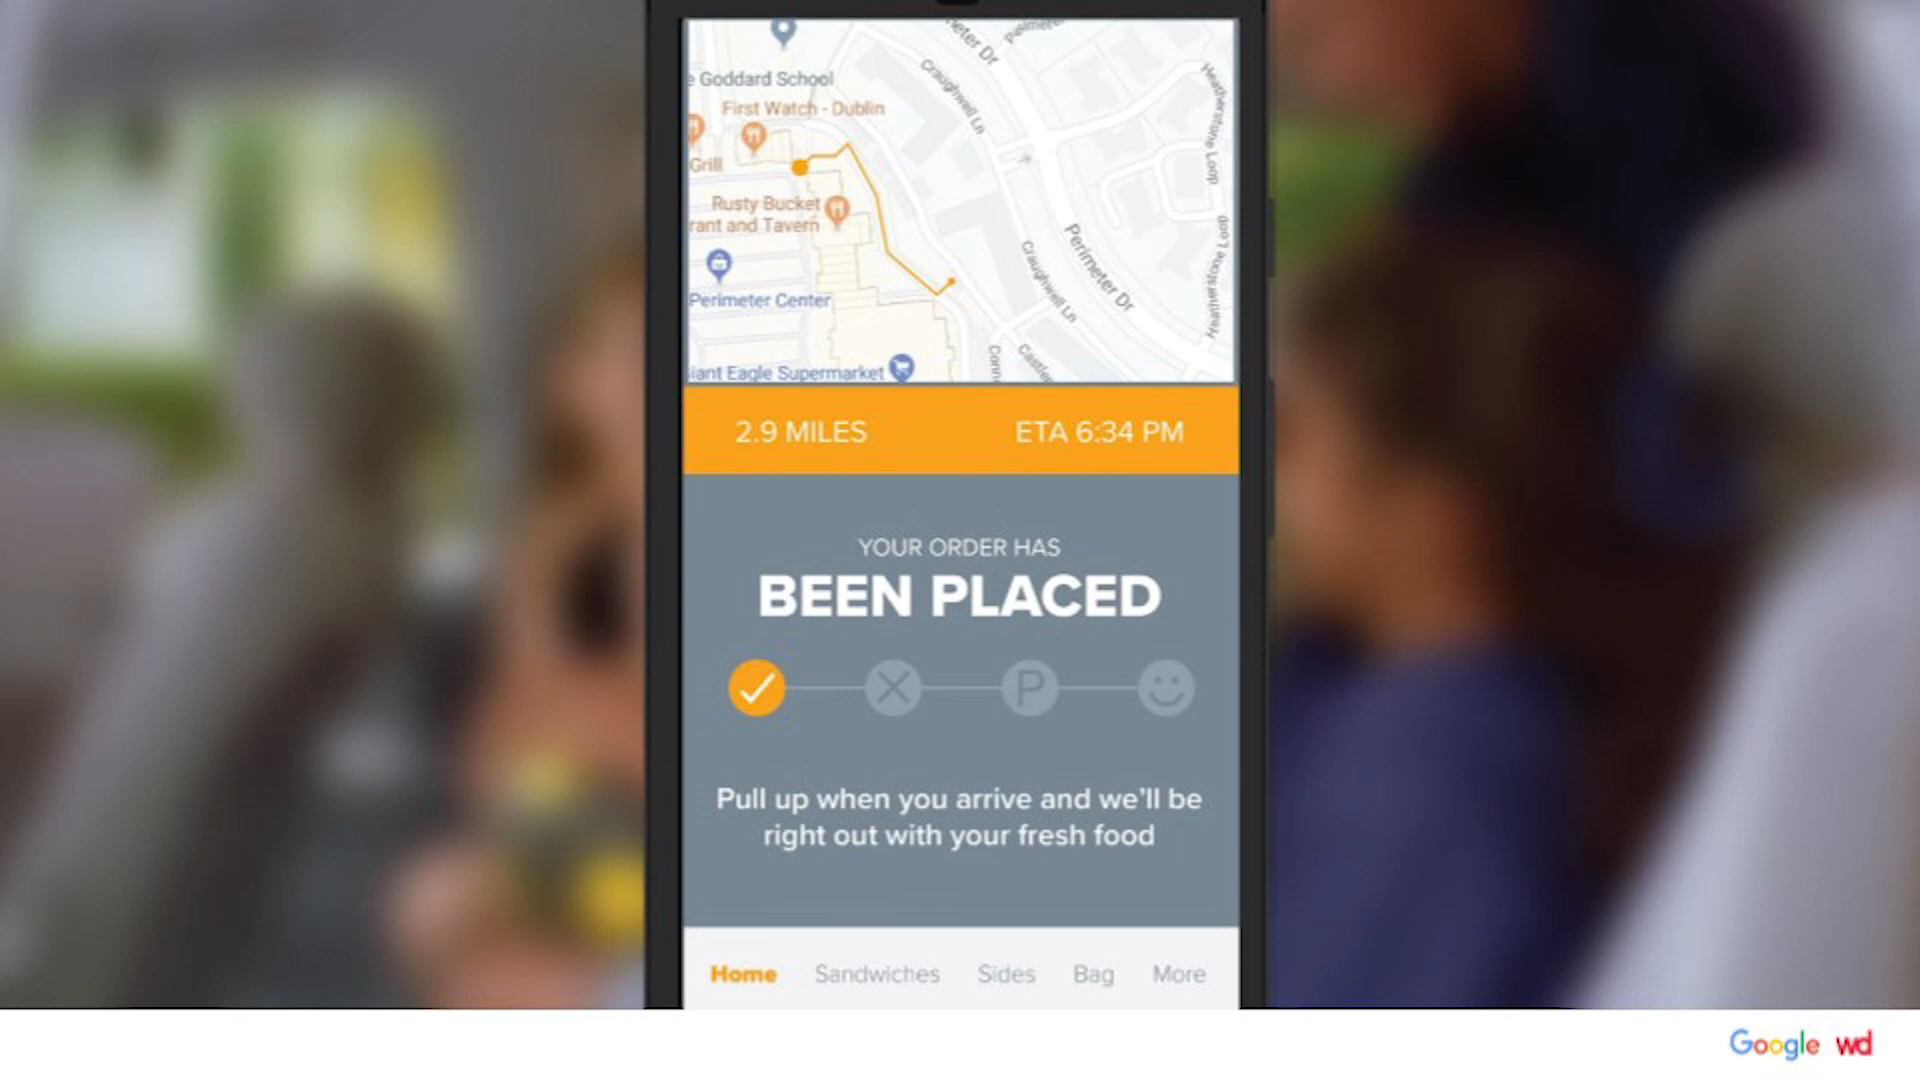 Goddard School
First Watch - Dublin
Grill
Rusty Bucket
rant and Tavern
Perimeter Center
iant Eagle Supermarket
Craughwell Ln
eter Dr
Perimeter Dr
Craughwell Ln
Heatherstone Loop
Heatherstone Loop
2.9 MILES
ETA 6:34 PM
YOUR ORDER HAS
BEEN PLACED
P
Pull up when you arrive and we'll be
right out with your fresh food
Home
Sandwiches
Sides
Bag
More
Google wd